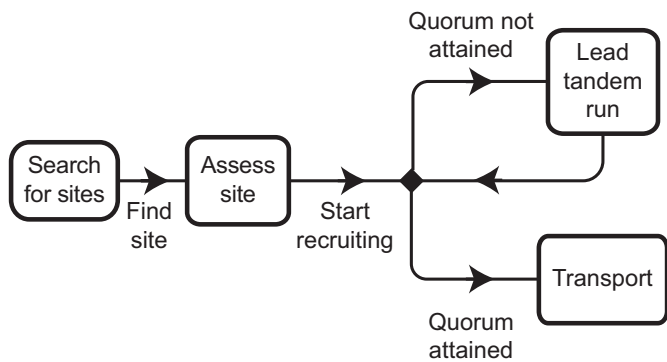 Quorum not
attained
Lead
tandem
run
Search
for sites
Find
site
Assess
site
Start
recruiting
Transport
Quorum
attained